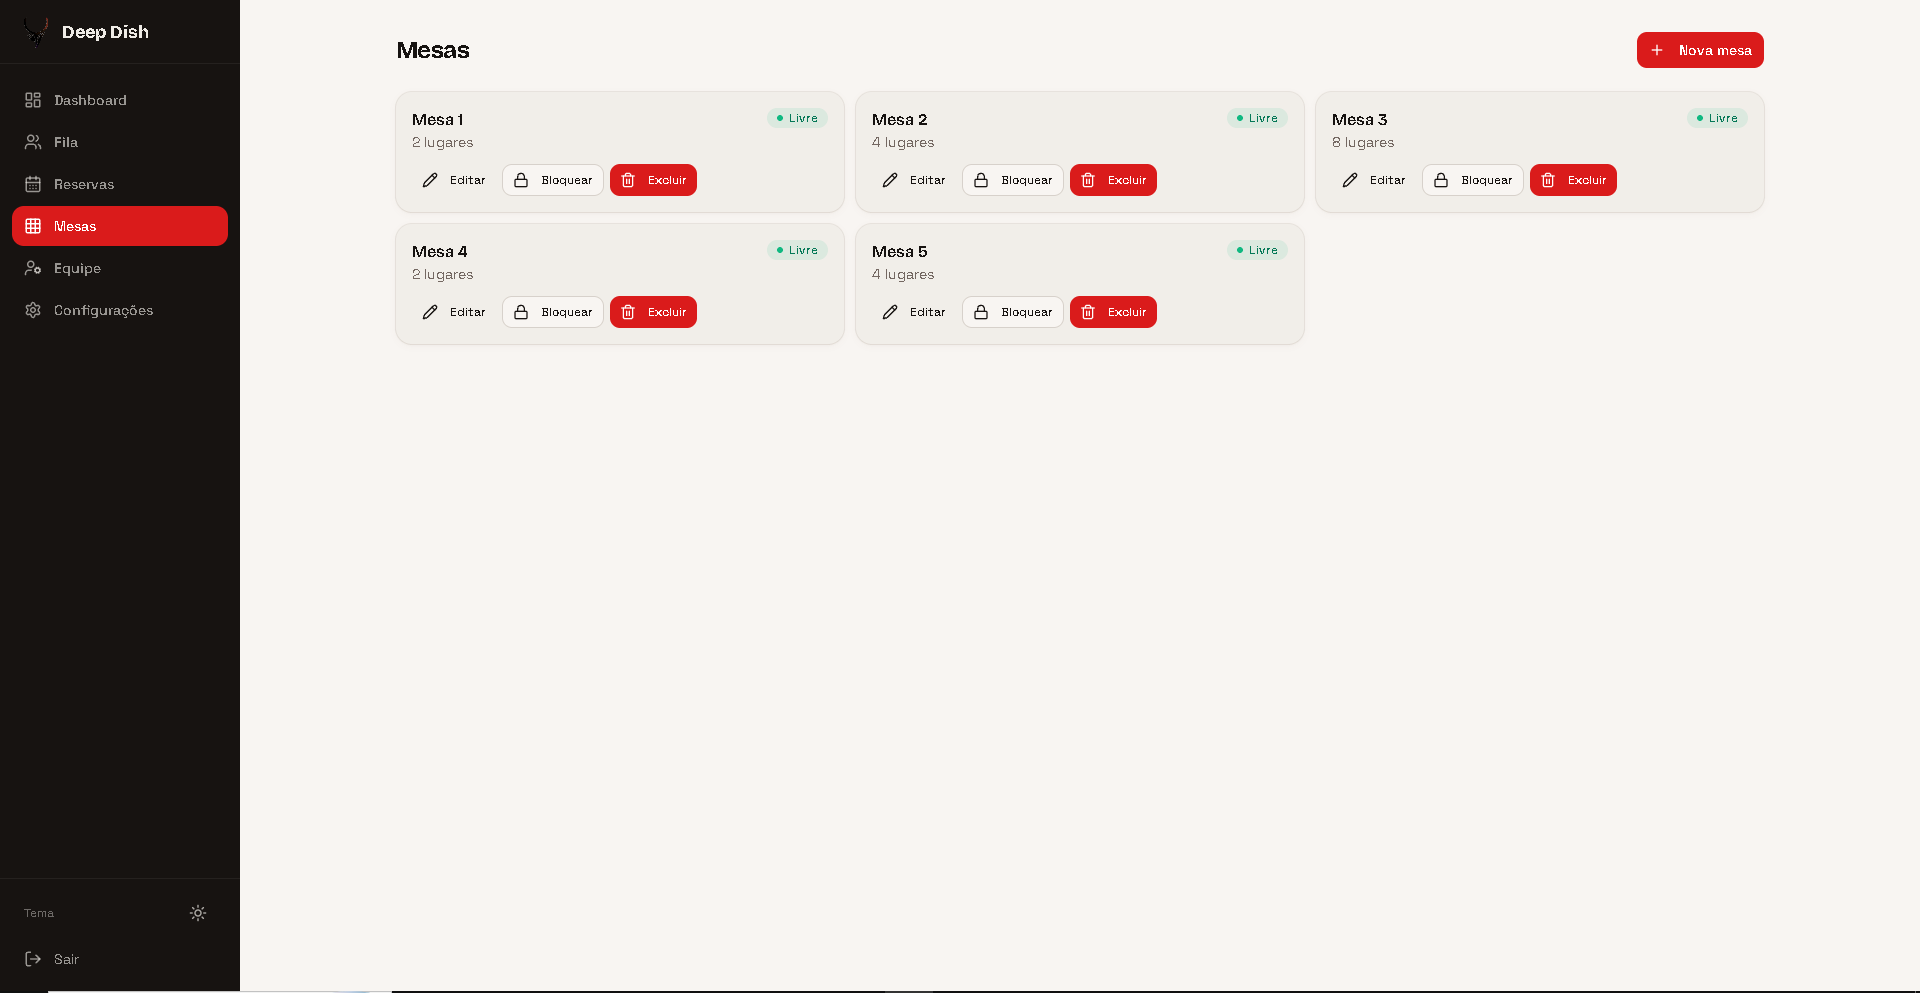 Deep Dish
Dashboard
Fila
Reservas
Mesas
Equipe
Configurações
Tema
Sair
Mesas
Nova mesa
Mesa 1
Livre
2 lugares
Editar
Bloquear
Excluir
Mesa 2
Livre
4 lugares
Editar
Bloquear
Excluir
Mesa 3
Livre
8 lugares
Editar
Bloquear
Excluir
Mesa 4
Livre
2 lugares
Editar
Bloquear
Excluir
Mesa 5
Livre
4 lugares
Editar
Bloquear
Excluir